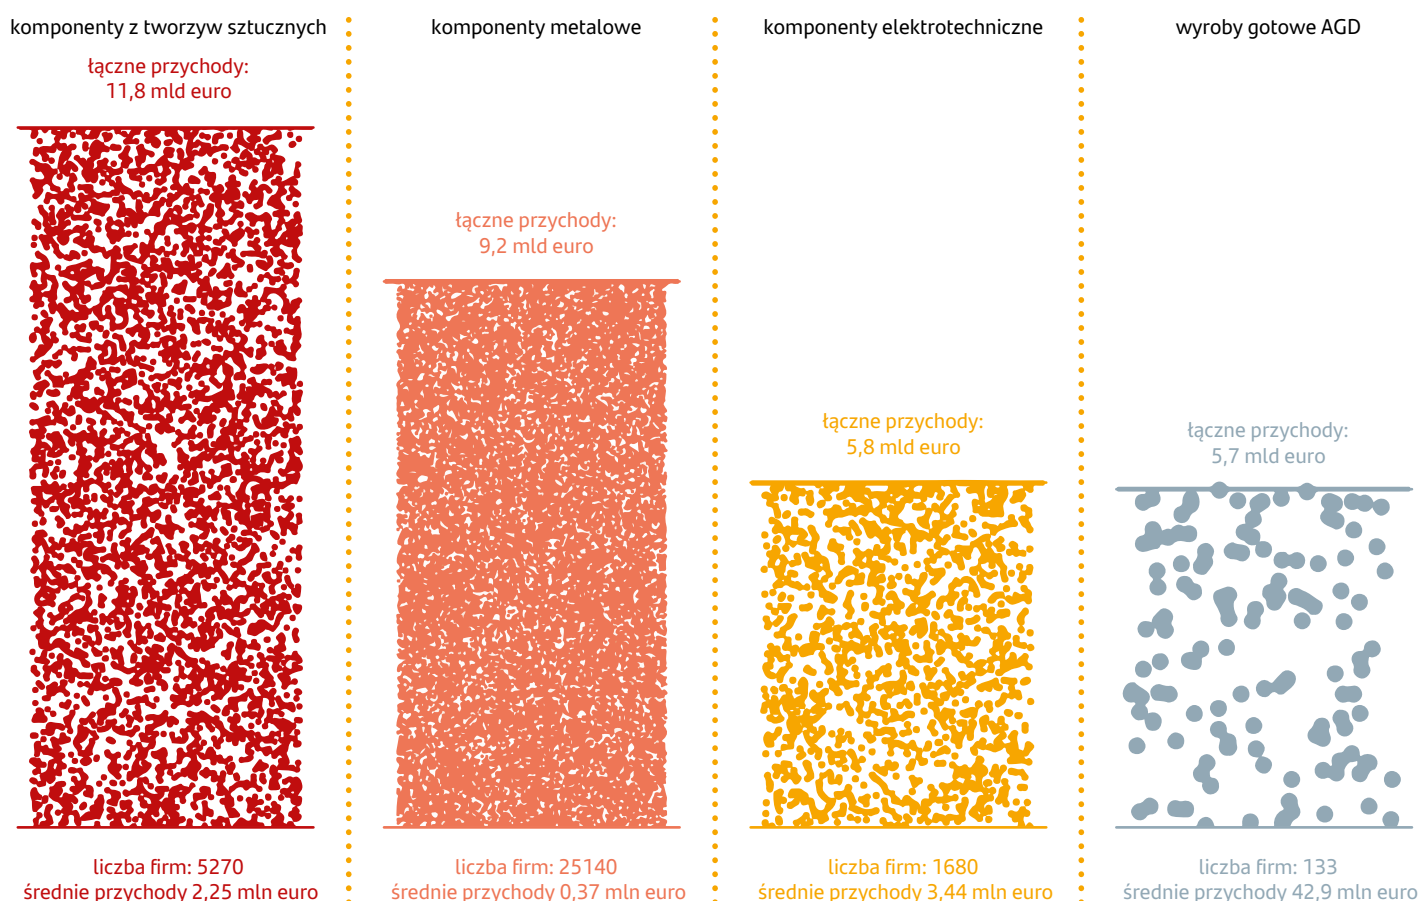 komponenty z tworzyw sztucznych
łączne przychody:
11,8 mld euro
liczba firm: 5270
średnie przychody 2,25 mln euro
komponenty metalowe
łączne przychody:
9,2 mld euro
liczba firm: 25140
średnie przychody 0,37 mln euro
komponenty elektrotechniczne
łączne przychody:
5,8 mld euro
liczba firm: 1680
średnie przychody 3,44 mln euro
wyroby gotowe AGD
łączne przychody:
5,7 mld euro
liczba firm: 133
średnie przychody 42,9 mln euro